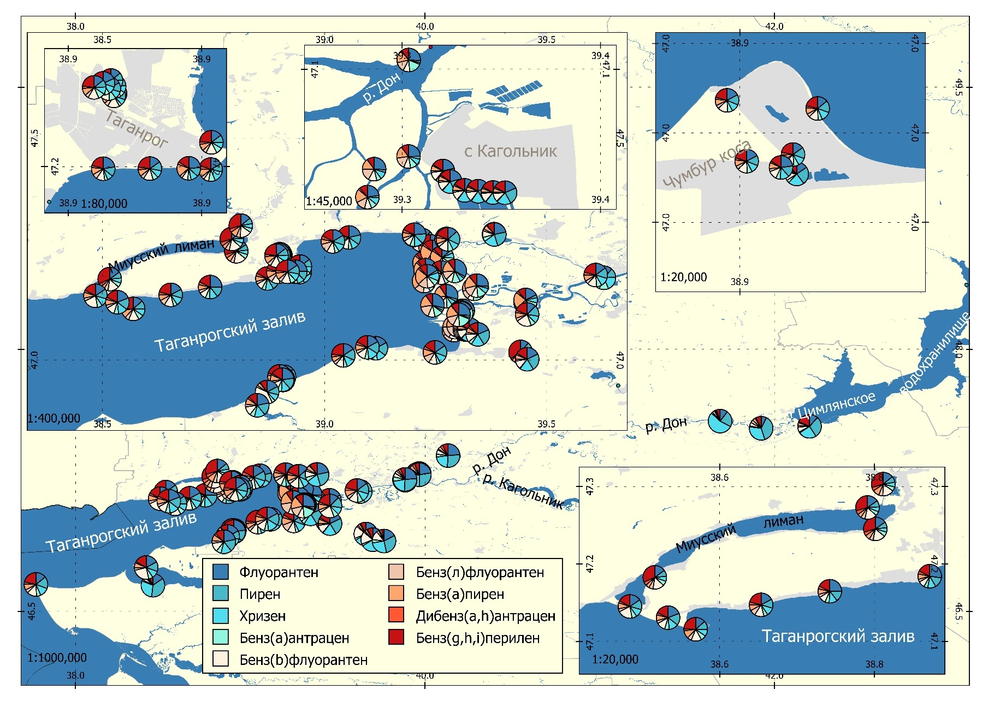 38.0
40.0
42.0
38.5
39.0
39.5
38.9
38.9
Таганрог
47.5
47.2
47.2
38.9
1:80,000
38.9
39.3
39.4
47.1
47.1
р. Дон
с Кагольник
47.5
1:45,000
39.3
39.4
47.0
38.9
47.0
49.5
47.0
47.0
Чумбур коса
47.0
47.0
1:20,000
38.9
Миусский лиман
Таганрогский залив
47.0
47.0
1:400,000
38.5
39.0
39.5
48.0
водохранилище
Цимлянское
р. Дон
р. Дон
р. Кагольник
Таганрогский залив
46.5
1:1000,000
38.0
40.0
42.0
46.5
Флуорантен
Пирен
Хризен
Бенз(а)антрацен
Бенз(b)флуорантен
Бенз(л)флуорантен
Бенз(а)пирен
Дибенз(a,h)антрацен
Бенз(g,h,i)перилен
38.6
38.8
47.3
47.3
Миусский лиман
47.2
47.2
Таганрогский залив
47.1
47.1
1:20,000
38.6
38.8